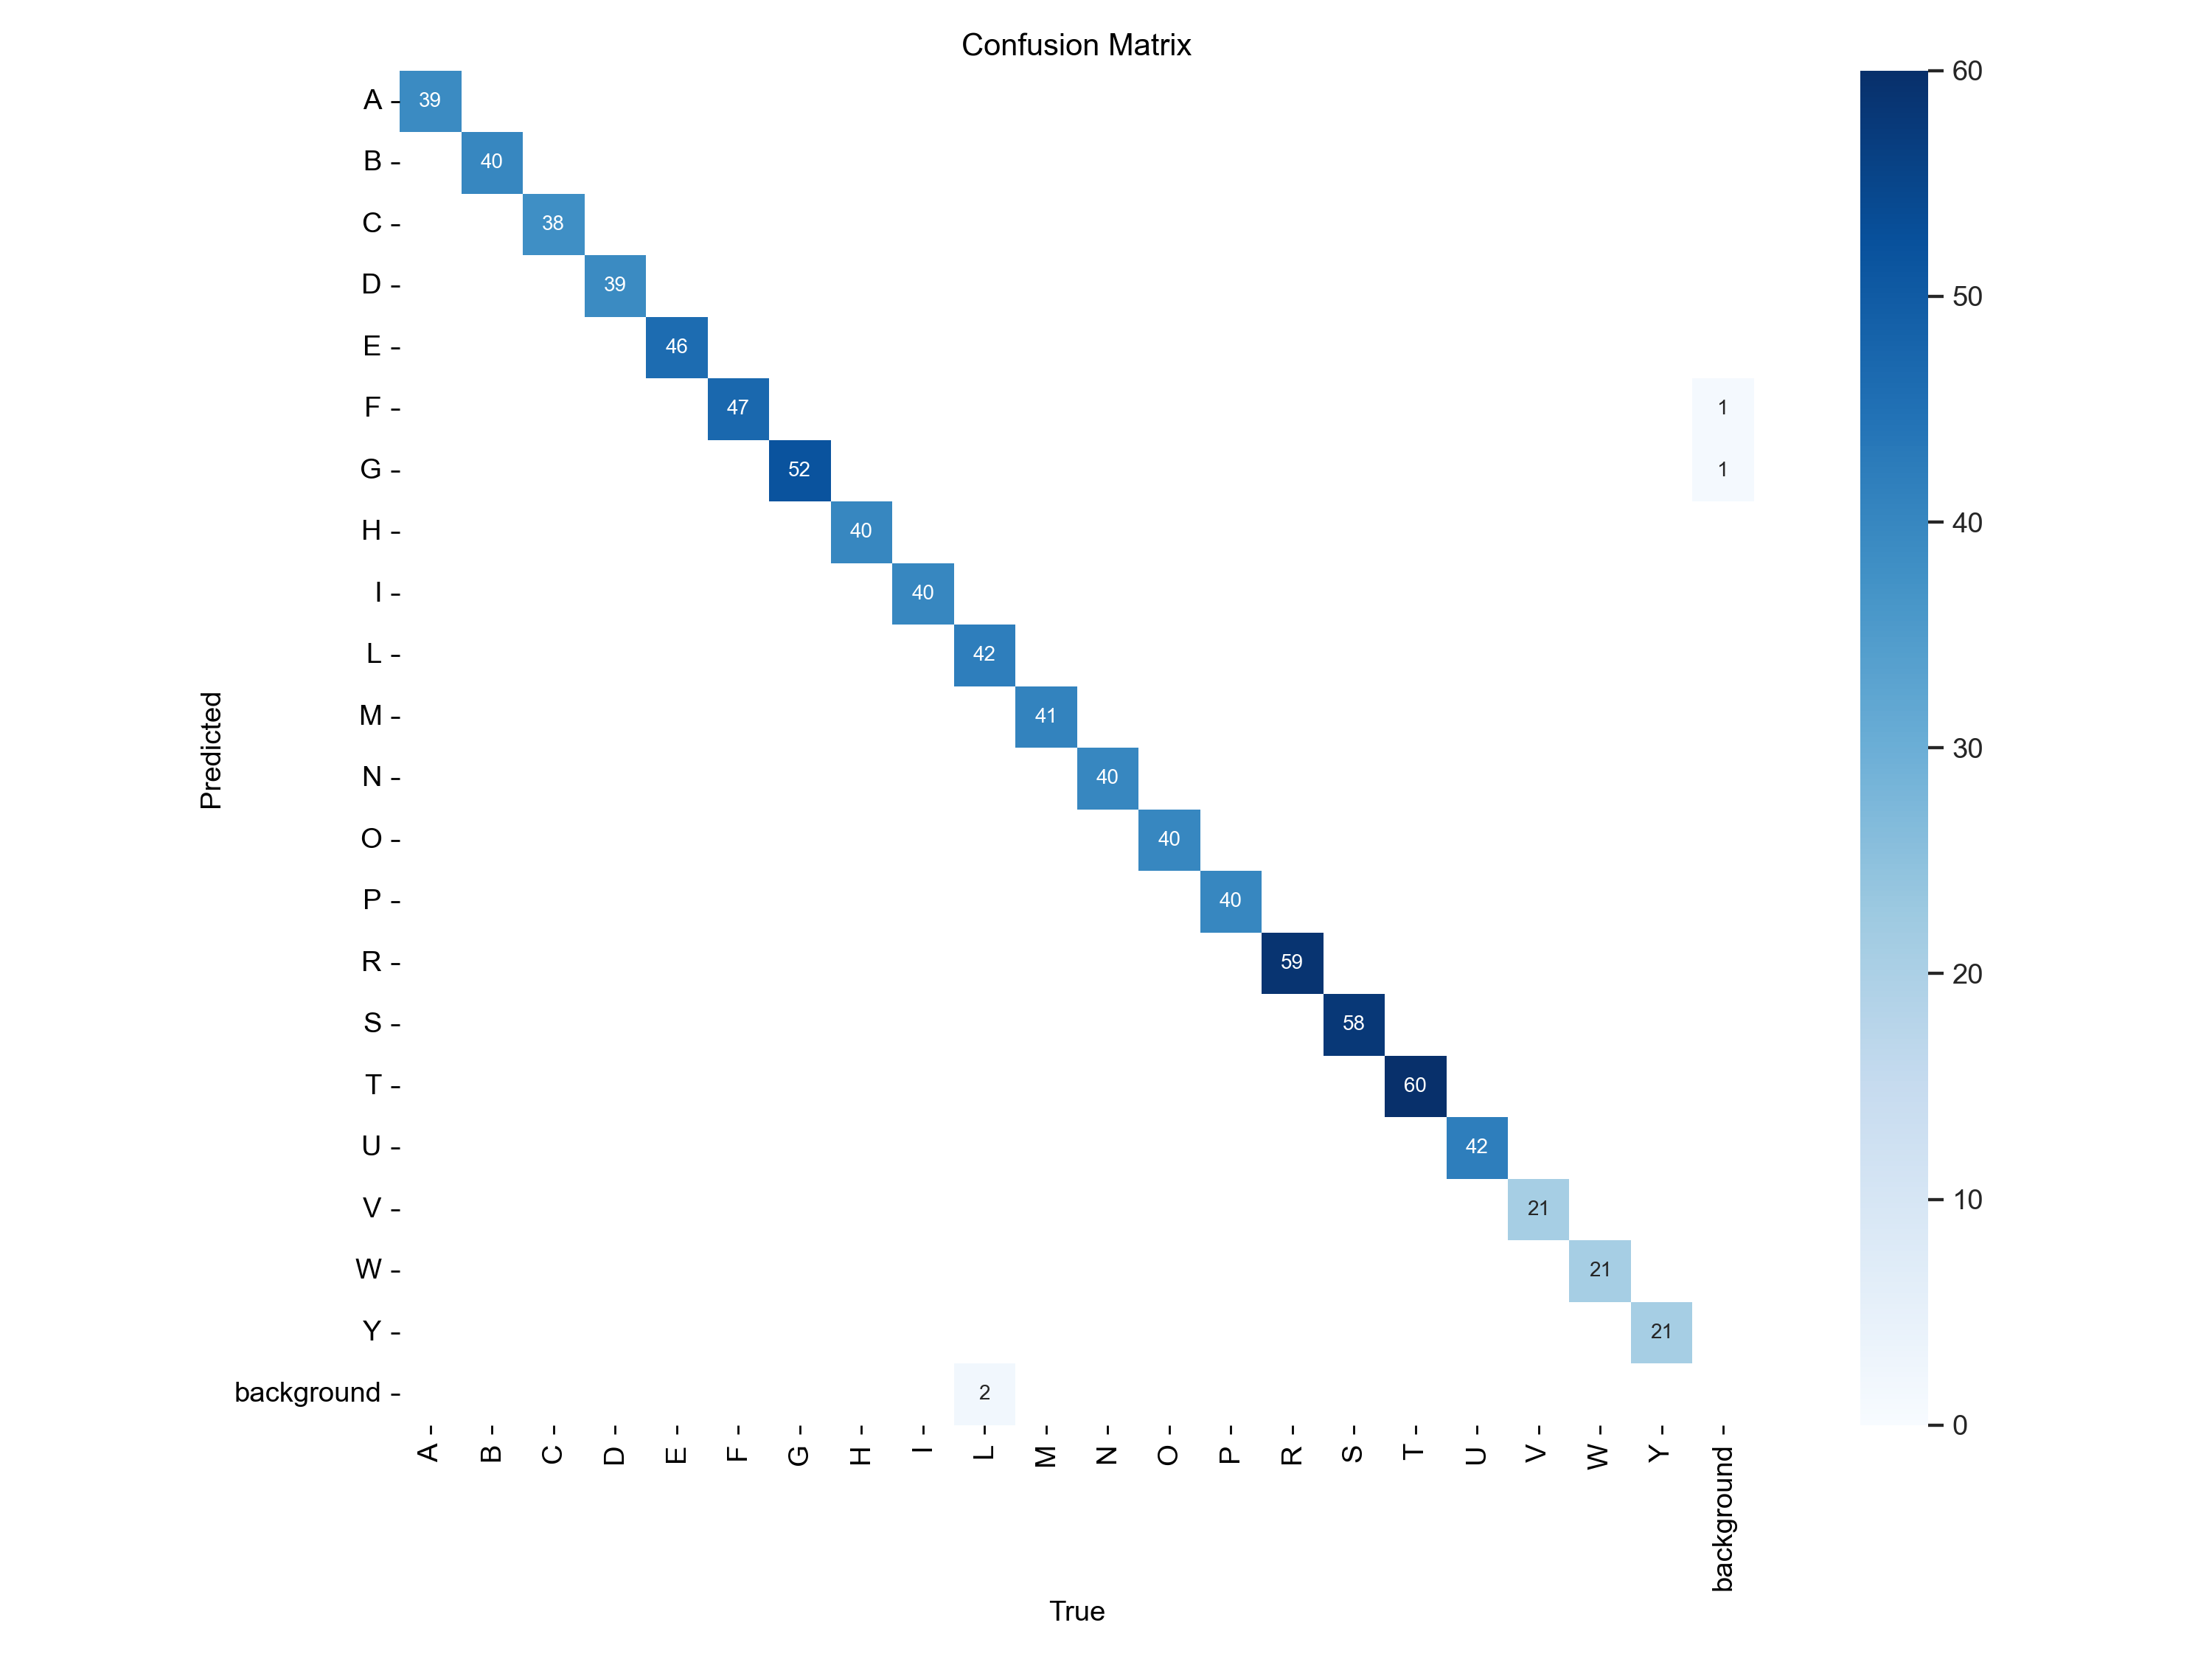 Confusion Matrix
A 39
B 40
C 38
D 39
E 46
F 47 1
G 52 1
H 40
I 40
L 42
M 41
N 40
O 40
P 40
R 59
S 58
T 60
U 42
V 21
W 21
Y 21
background 2
A B C D E F G H I L M N O P R S T U V W Y background
Predicted
True
60
50
40
30
20
10
0